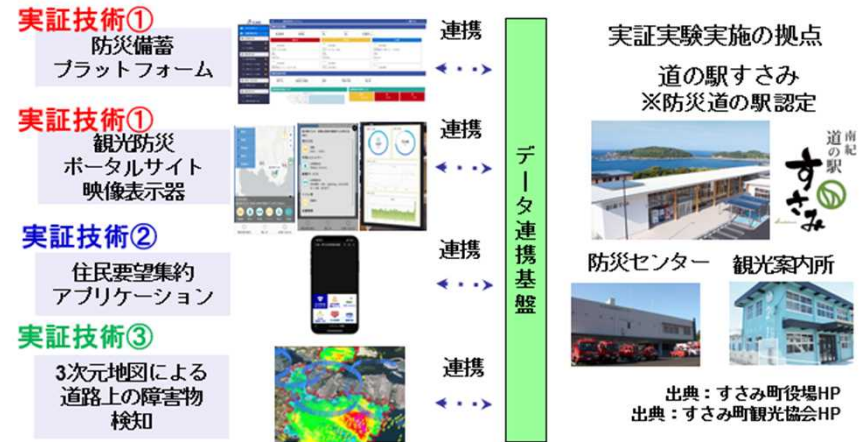 実証技術①
防災備蓄
プラットフォーム
連携
実証技術①
観光防災
ポータルサイト
映像表示器
連携
実証技術②
住民要望集約
アプリケーション
連携
実証技術③
3次元地図による
道路上の障害物
検知
連携
データ連携基盤
実証実験実施の拠点
道の駅すさみ
※防災道の駅認定
南紀
道の駅
すさみ
防災センター
観光案内所
出典：すさみ町役場HP
出典：すさみ町観光協会HP